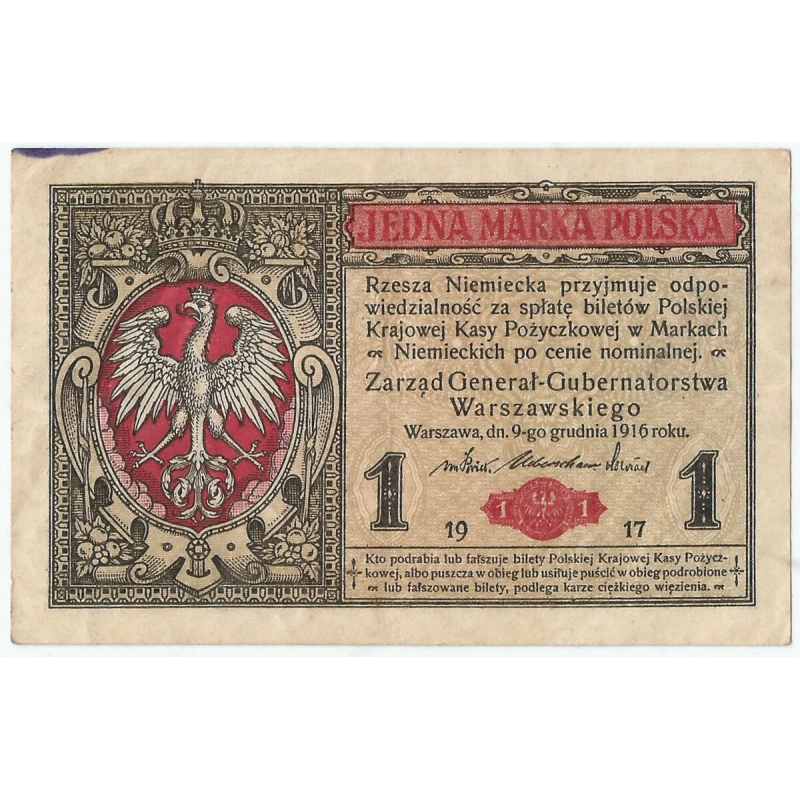 JEDNA MARKA POLSKA
Rzesza Niemiecka przyjmuje odpo-
wiedzialność za spłatę biletów Polskiej
Krajowej Kasy Pożyczkowej w Markach
Niemieckich po cenie nominalnej.
Zarząd Generał-Gubernatorstwa
Warszawskiego
Warszawa, dn. 9-go grudnia 1916 roku.
1 1
1 1
19 17
Kto podrabia lub fałszuje bilety Polskiej Krajowej Kasy Pożycz-
kowej, albo puszcza w obieg lub usiłuje puścić w obieg podrobione
lub fałszowane bilety, podlega karze ciężkiego więzienia.